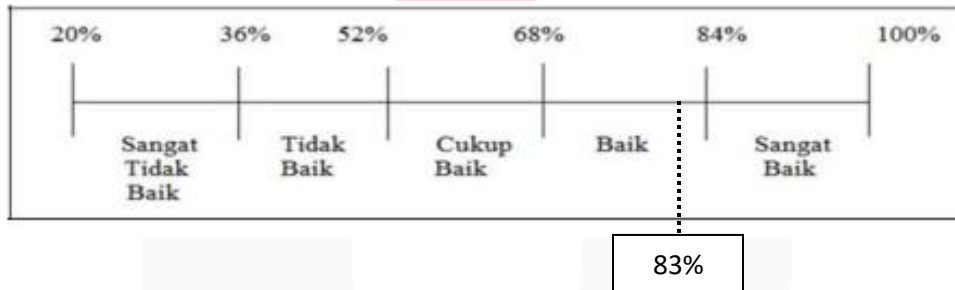 20% 36% 52% 68% 84% 100%
Sangat Tidak Cukup Baik Sangat
Tidak Baik Baik Baik
Baik
83%